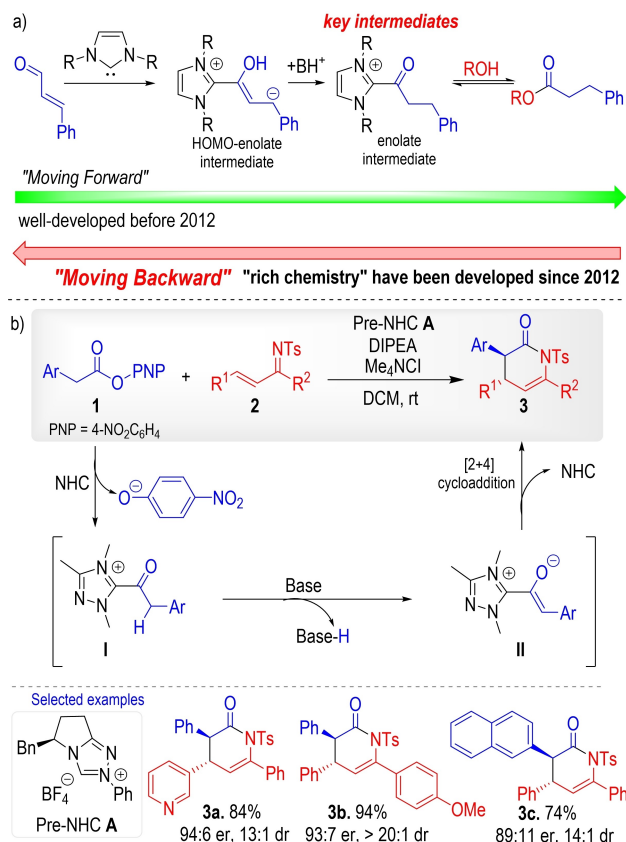 a)
key intermediates
O
Ph
R N N R
R
N
N
R
OH
Ph
HOMO-enolate
intermediate
+BH⁺
R
N
N
R
O
Ph
enolate
intermediate
ROH
O
RO
Ph
"Moving Forward"
well-developed before 2012
"Moving Backward" "rich chemistry" have been developed since 2012
b)
Ar O O PNP
1
PNP = 4-NO₂C₆H₄
+
NTs
R¹ R²
2
Pre-NHC A
DIPEA
Me₄NCl
DCM, rt
Ar O NTs
R¹ R²
3
NHC
O NO₂
[2+4]
cycloaddition
NHC
N N N
O
Ar
H
I
Base
Base-H
N N N
O
Ar
II
Selected examples
Bn
N N
N
BF₄
Ph
Pre-NHC A
Ph O NTs
Ph
N
3a. 84%
94:6 er, 13:1 dr
Ph O NTs
Ph
OMe
3b. 94%
93:7 er, > 20:1 dr
O NTs
Ph Ph
3c. 74%
89:11 er, 14:1 dr